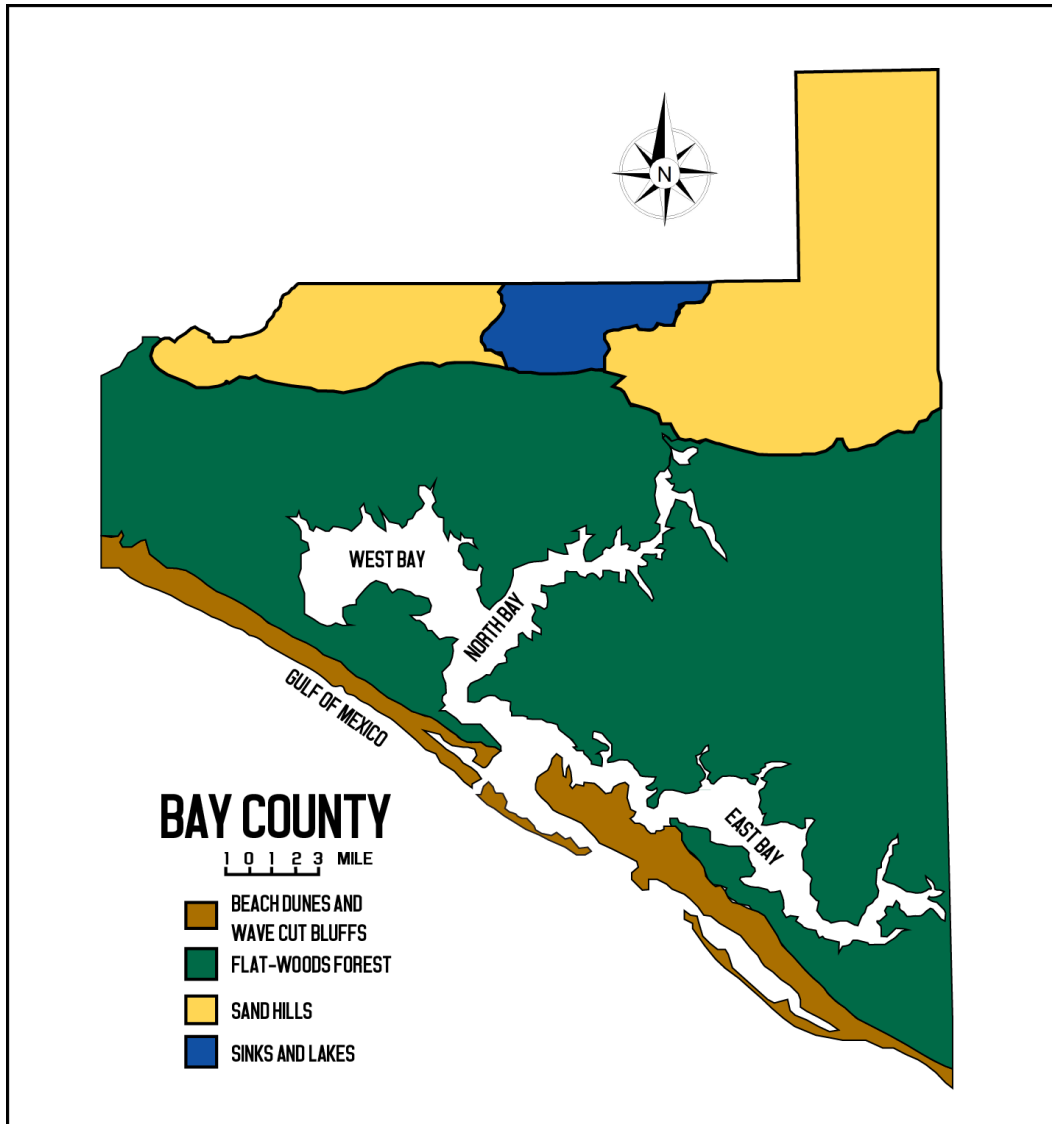 N
WEST BAY
NORTH BAY
GULF OF MEXICO
EAST BAY
BAY COUNTY
1 0 1 2 3 MILE
BEACH DUNES AND
WAVE CUT BLUFFS
FLAT-WOODS FOREST
SAND HILLS
SINKS AND LAKES